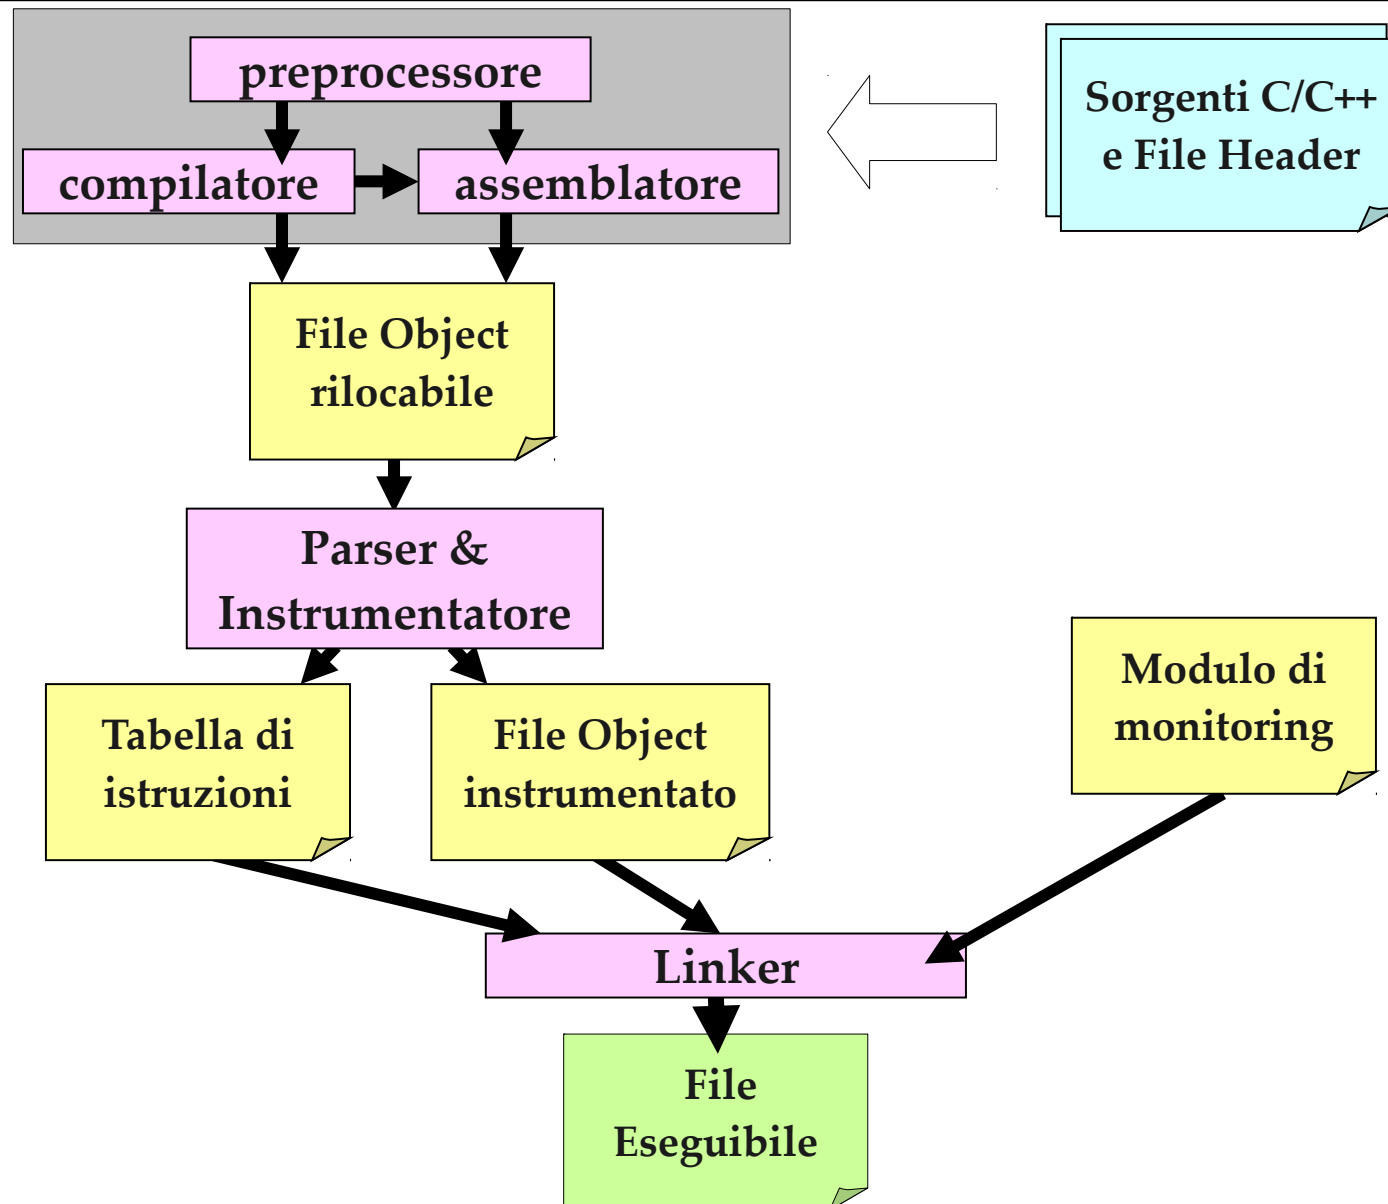 preprocessore
Sorgenti C/C++
e File Header
compilatore
assemblatore
File Object
rilocabile
Parser &
Instrumentatore
Tabella di
istruzioni
File Object
instrumentato
Modulo di
monitoring
Linker
File
Eseguibile